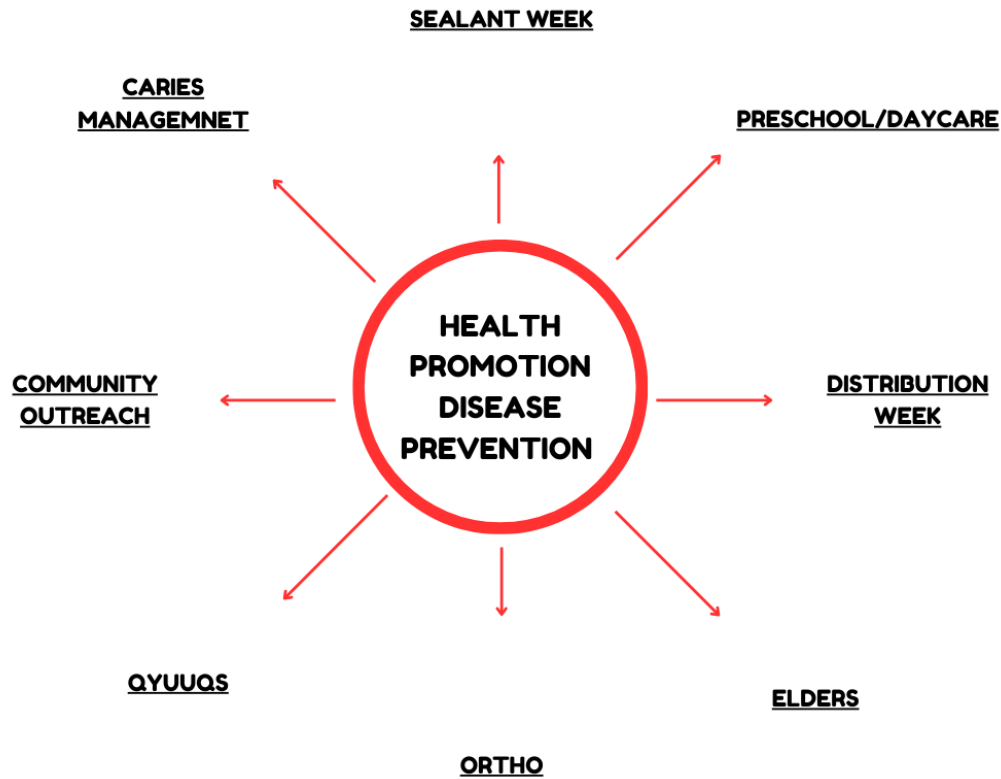 SEALANT WEEK
CARIES
MANAGEMNET
PRESCHOOL/DAYCARE
HEALTH
PROMOTION
DISEASE
PREVENTION
COMMUNITY
OUTREACH
DISTRIBUTION
WEEK
QYUUQS
ELDERS
ORTHO